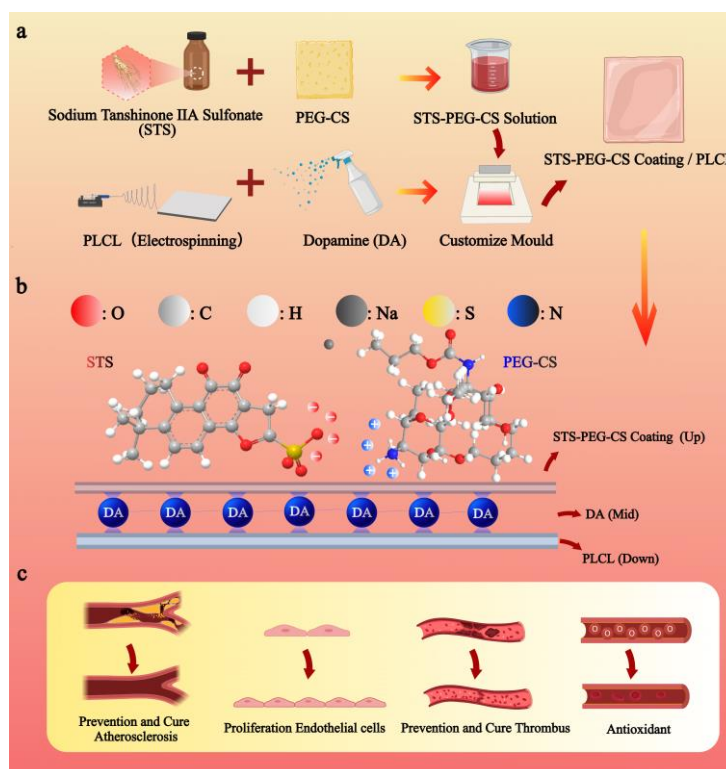 a
Sodium Tanshinone IIA Sulfonate
(STS)
PEG-CS
STS-PEG-CS Solution
STS-PEG-CS Coating / PLCL
PLCL（Electrospinning）
Dopamine (DA)
Customize Mould
b
: O
: C
: H
: Na
: S
: N
STS
PEG-CS
STS-PEG-CS Coating (Up)
DA DA DA DA DA DA DA
DA (Mid)
PLCL (Down)
c
Prevention and Cure
Atherosclerosis
Proliferation Endothelial cells
Prevention and Cure Thrombus
Antioxidant